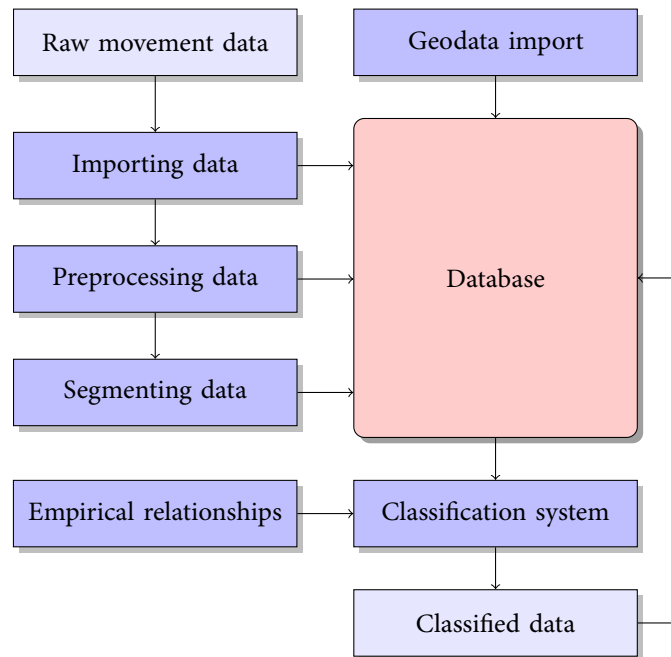 Raw movement data
Geodata import
Importing data
Preprocessing data
Database
Segmenting data
Empirical relationships
Classification system
Classified data